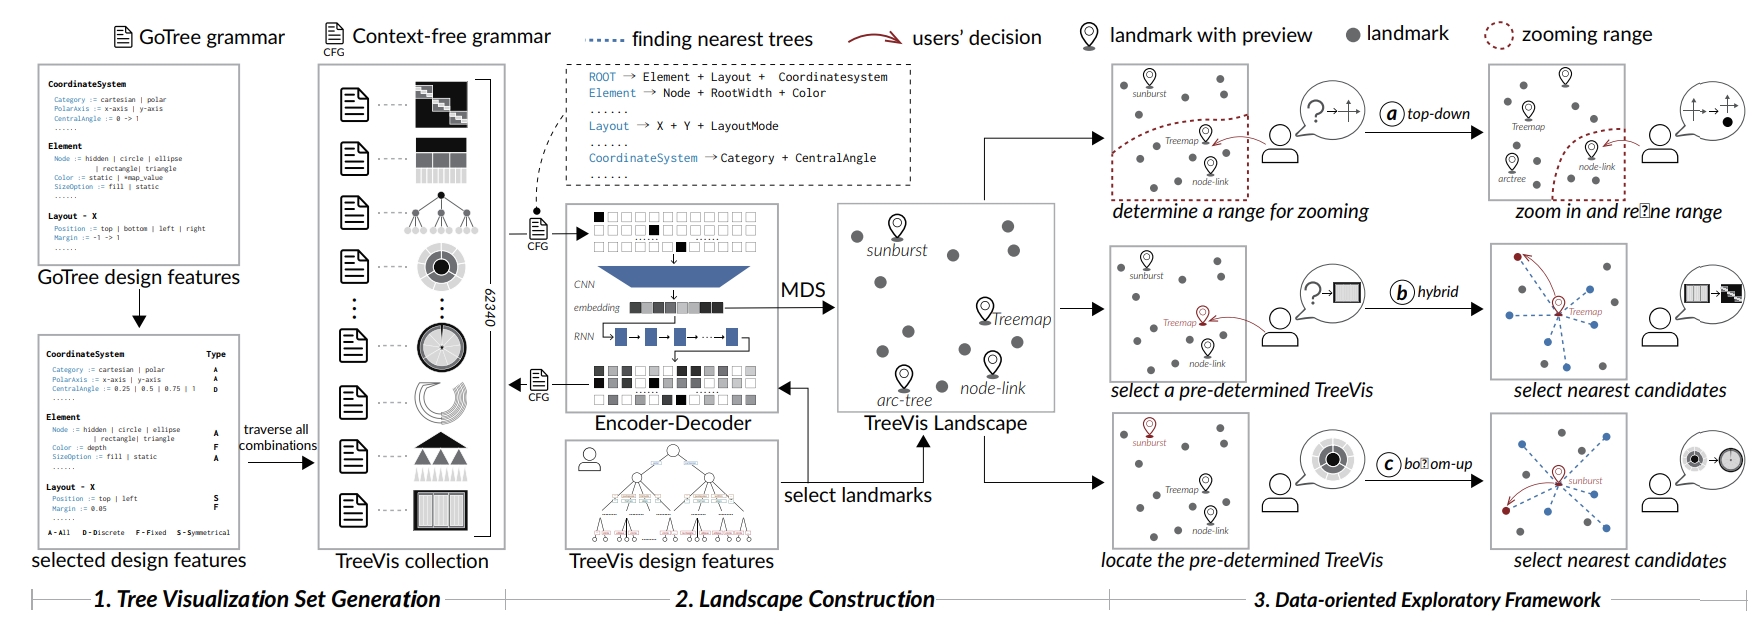 GoTree grammar
CFG
Context-free grammar
finding nearest trees
users' decision
landmark with preview
landmark
zooming range
CoordinateSystem
Category := cartesian | polar
PolarAxis := x-axis | y-axis
CentralAngle := 0 -> 1
......
Element
Node := hidden | circle | ellipse
| rectangle| triangle
Color := static | *map_value
SizeOption := fill | static
......
Layout - X
Position := top | bottom | left | right
Margin := -1 -> 1
......
GoTree design features
CoordinateSystem Type
Category := cartesian | polar A
PolarAxis := x-axis | y-axis A
CentralAngle := 0.25 | 0.5 | 0.75 | 1 D
......
Element
Node := hidden | circle | ellipse A
| rectangle| triangle
Color := depth F
SizeOption := fill | static A
......
Layout - X
Position := top | left S
Margin := 0.05 F
......
A-All D-Discrete F-Fixed S-Symmetrical
selected design features
traverse all
combinations
62340
TreeVis collection
ROOT → Element + Layout + Coordinatesystem
Element → Node + RootWidth + Color
......
Layout → X + Y + LayoutMode
......
CoordinateSystem → Category + CentralAngle
......
CFG
......
......
CNN
embedding
RNN
......
......
CFG
Encoder-Decoder
MDS
select landmarks
TreeVis design features
sunburst
Treemap
arc-tree
node-link
TreeVis Landscape
sunburst
Treemap
node-link
?
determine a range for zooming
a top-down
Treemap
arctree
node-link
zoom in and re ne range
sunburst
Treemap
node-link
?
select a pre-determined TreeVis
b hybrid
Treemap
select nearest candidates
sunburst
Treemap
node-link
locate the pre-determined TreeVis
c bo om-up
sunburst
select nearest candidates
1. Tree Visualization Set Generation
2. Landscape Construction
3. Data-oriented Exploratory Framework